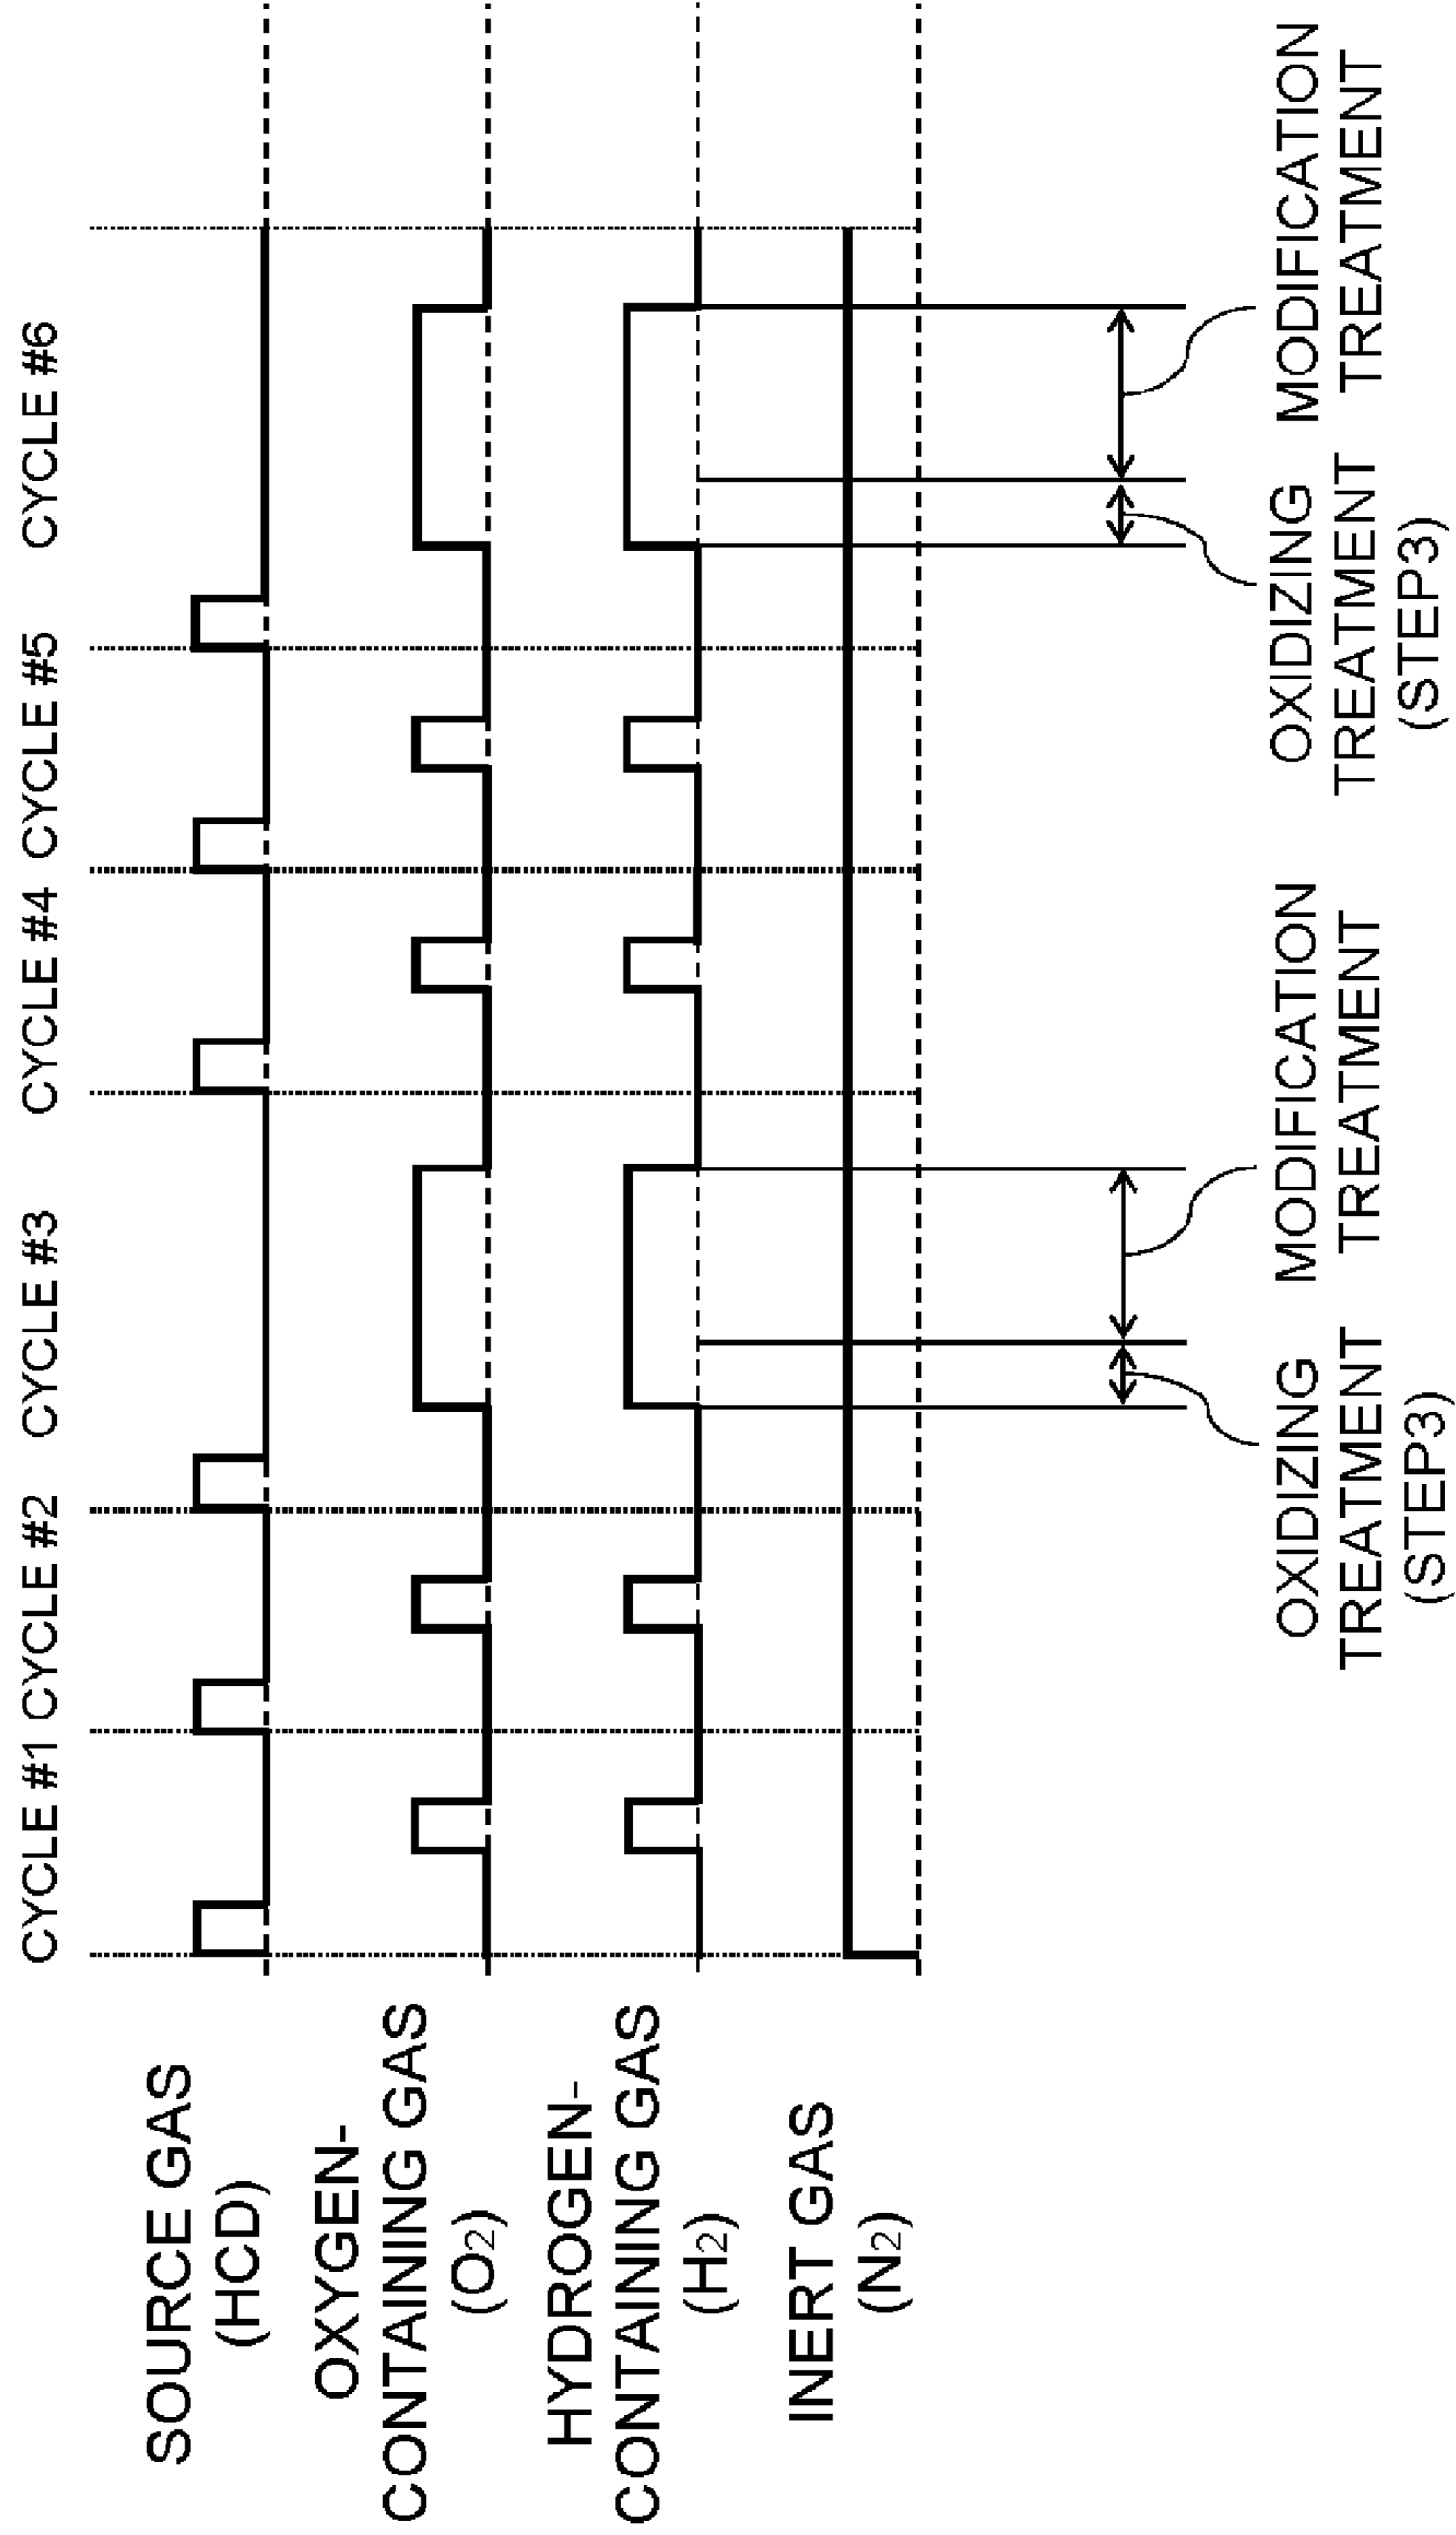 CYCLE #1 CYCLE #2 CYCLE #3 CYCLE #4 CYCLE #5 CYCLE #6
SOURCE GAS
(HCD)
OXYGEN-
CONTAINING GAS
(O2)
HYDROGEN-
CONTAINING GAS
(H2)
INERT GAS
(N2)
OXIDIZING
TREATMENT
(STEP3)
MODIFICATION
TREATMENT
OXIDIZING
TREATMENT
(STEP3)
MODIFICATION
TREATMENT